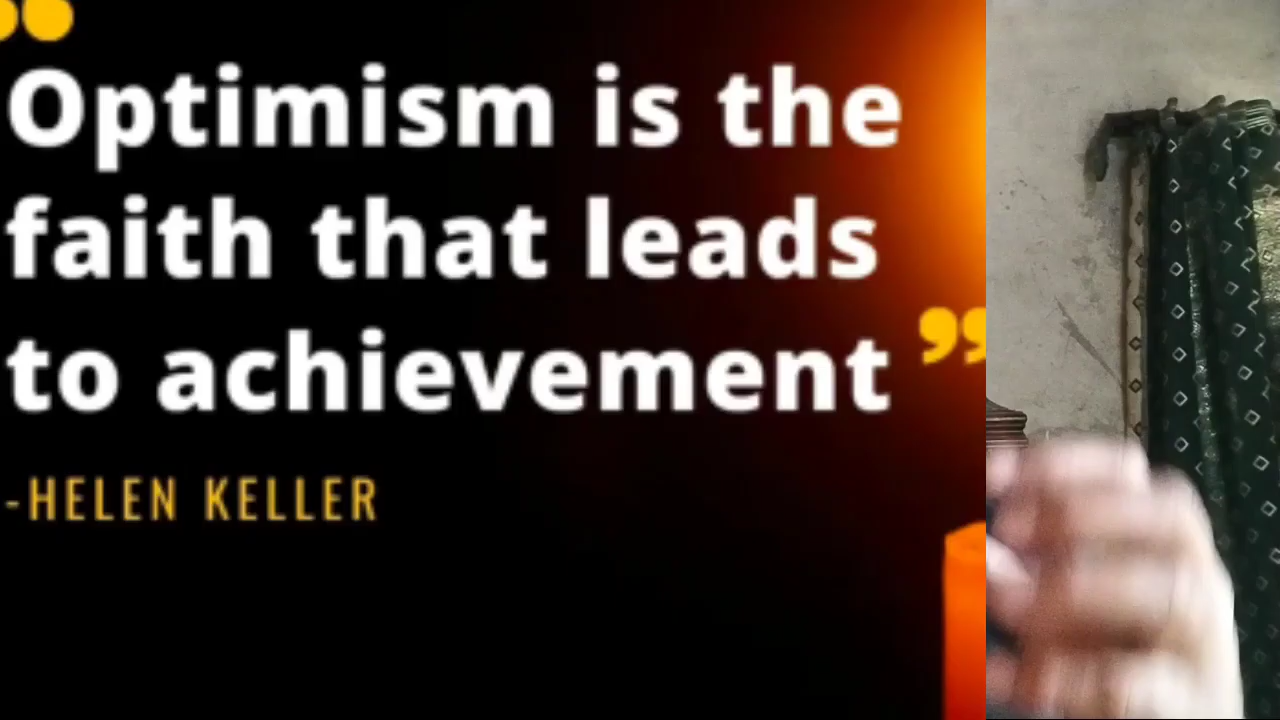 “Optimism is the
faith that leads
to achievement”
-HELEN KELLER